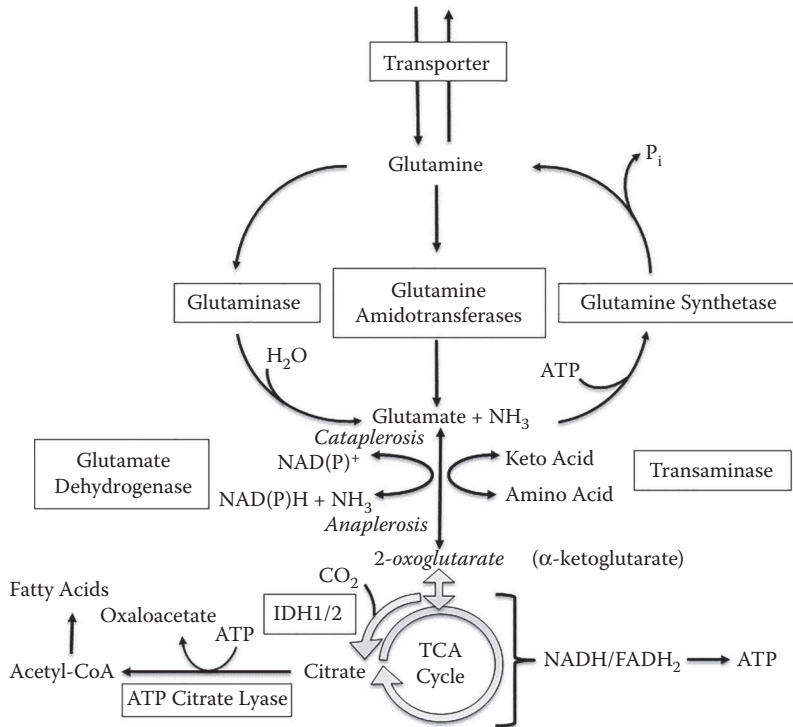 Transporter
Glutamine
P_i
Glutaminase
Glutamine
Amidotransferases
Glutamine Synthetase
H₂O
ATP
Glutamate + NH₃
Cataplerosis
Glutamate
Dehydrogenase
NAD(P)⁺
NAD(P)H + NH₃
Keto Acid
Amino Acid
Transaminase
Anaplerosis
2-oxoglutarate (α-ketoglutarate)
CO₂
Fatty Acids
Oxaloacetate
IDH1/2
ATP
TCA
Cycle
Acetyl-CoA
Citrate
NADH/FADH₂
ATP
ATP Citrate Lyase